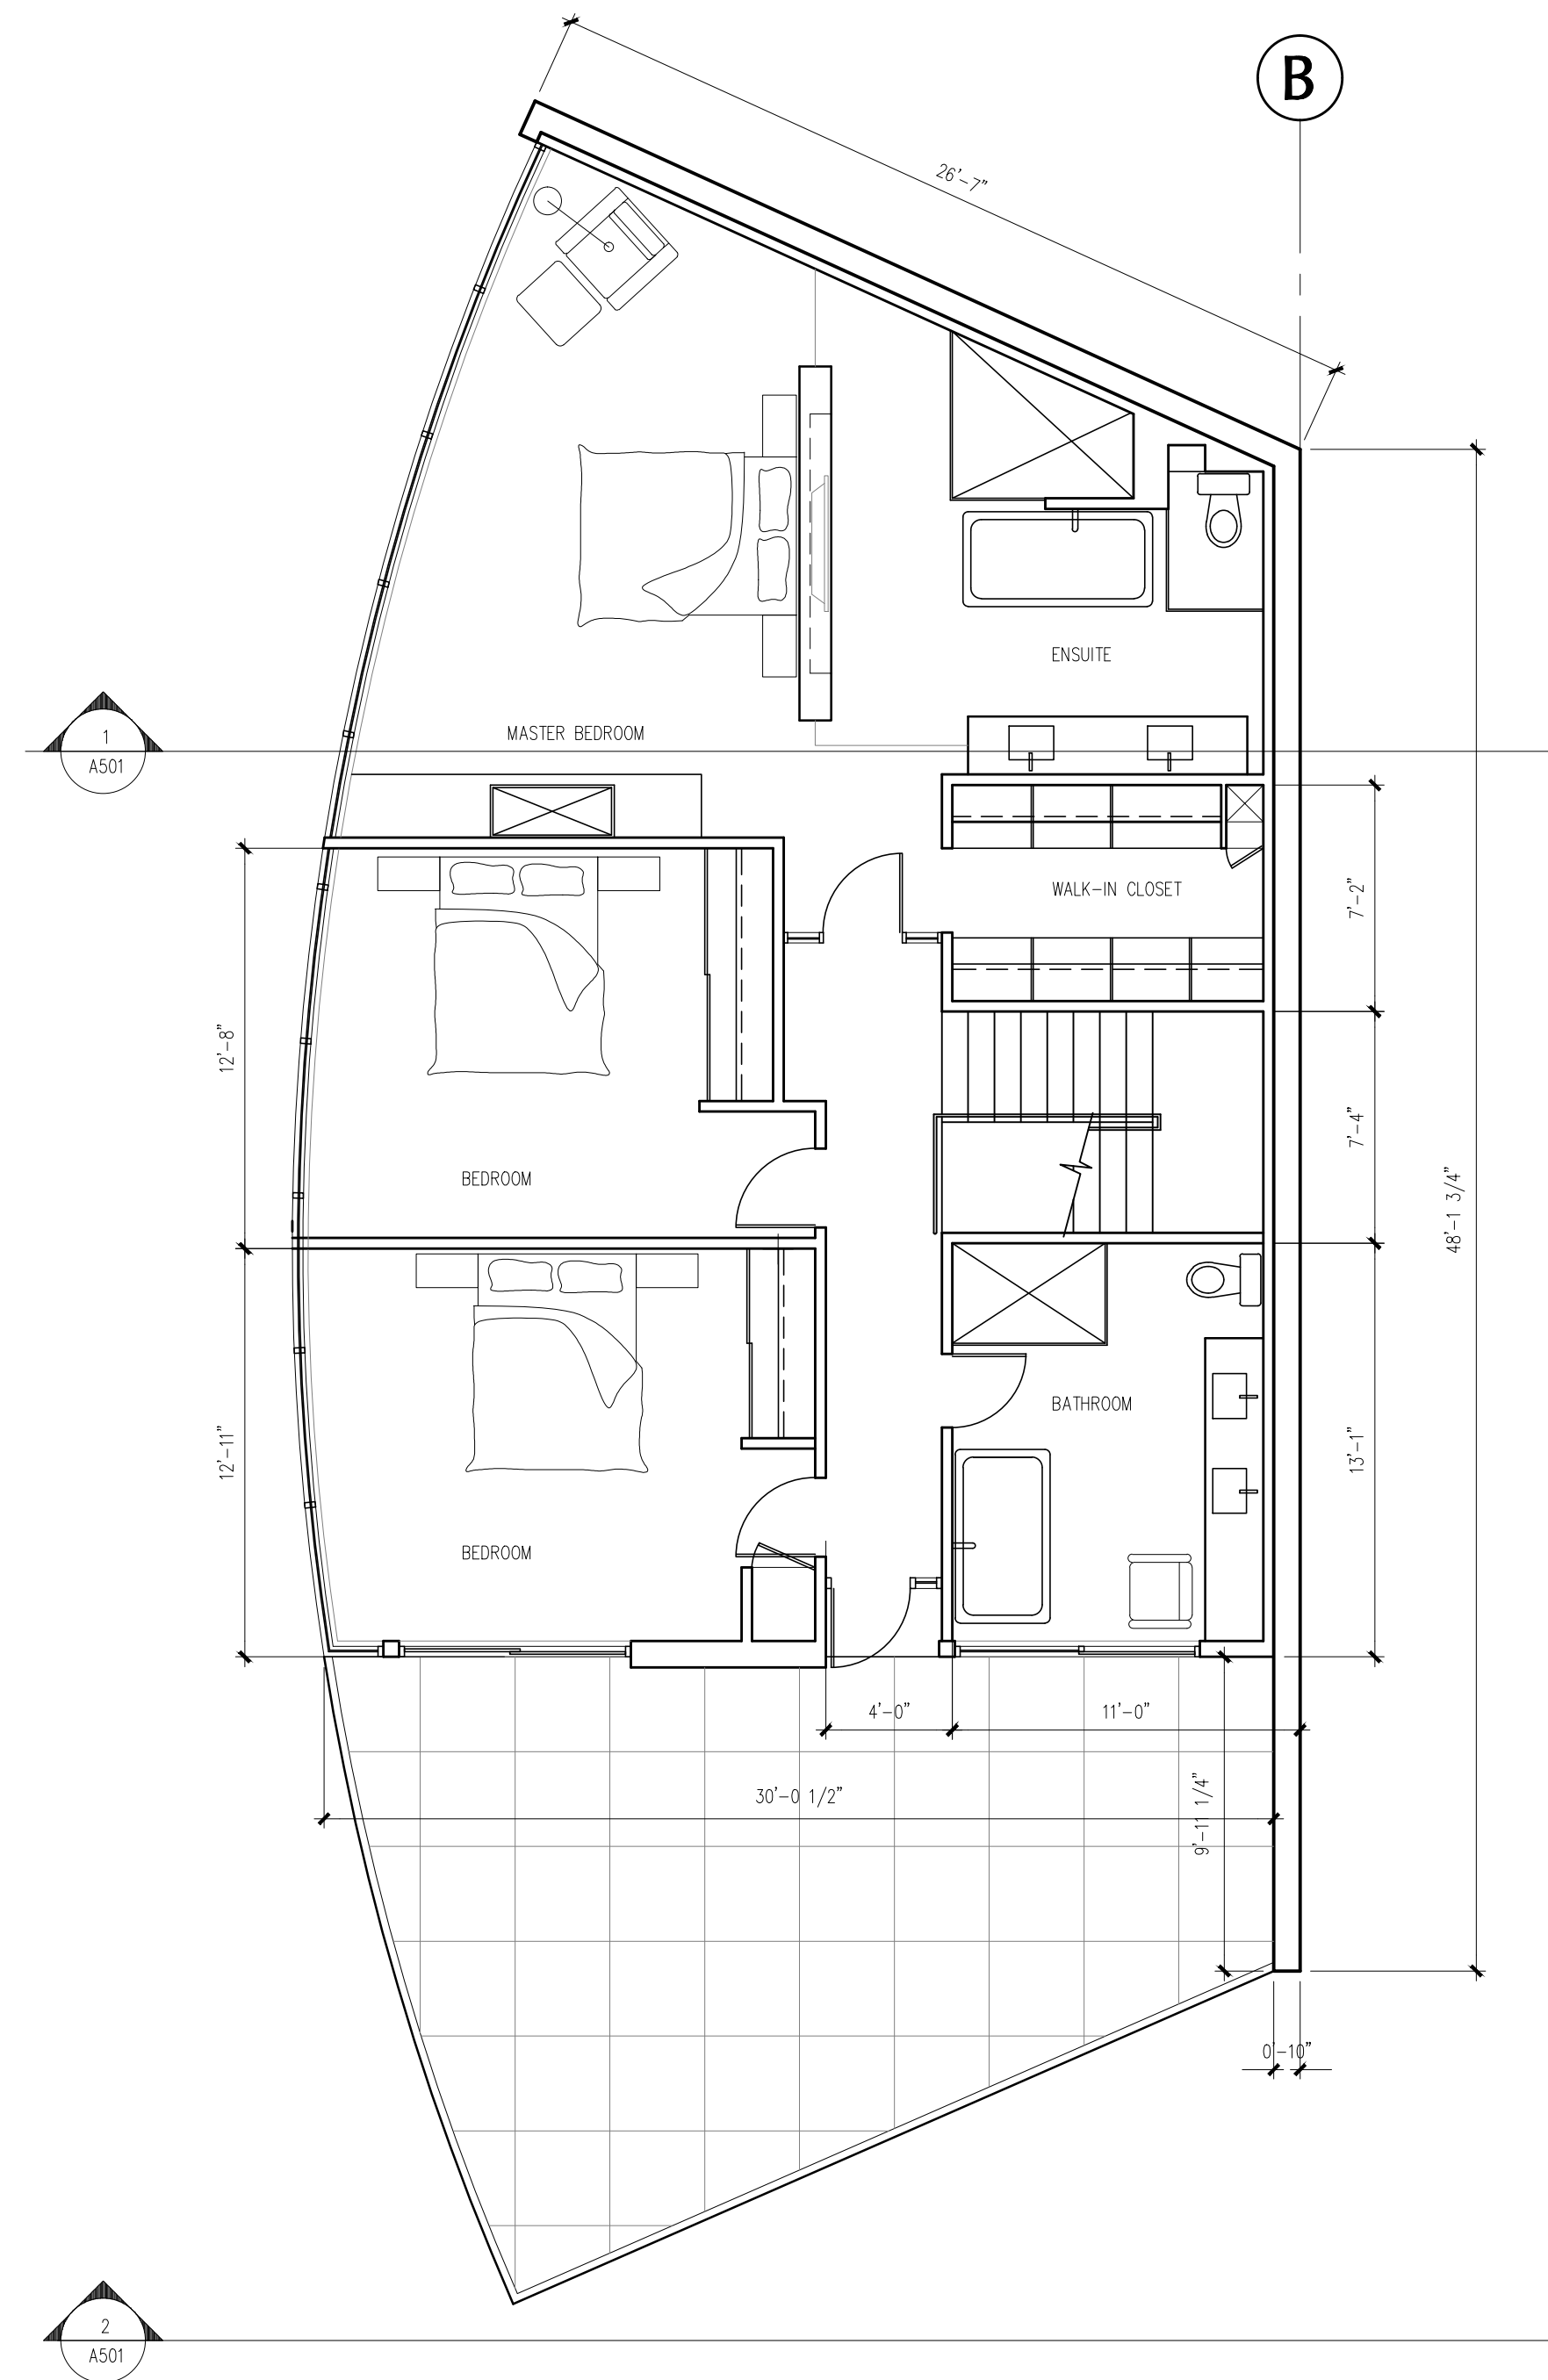 B
26'-7"
ENSUITE
MASTER BEDROOM
1
A501
WALK-IN CLOSET
7'-2"
12'-8"
7'-4"
48'-1 3/4"
BEDROOM
BATHROOM
13'-1"
12'-11"
BEDROOM
4'-0"
11'-0"
30'-0 1/2"
9'-11 1/4"
0'-10"
2
A501